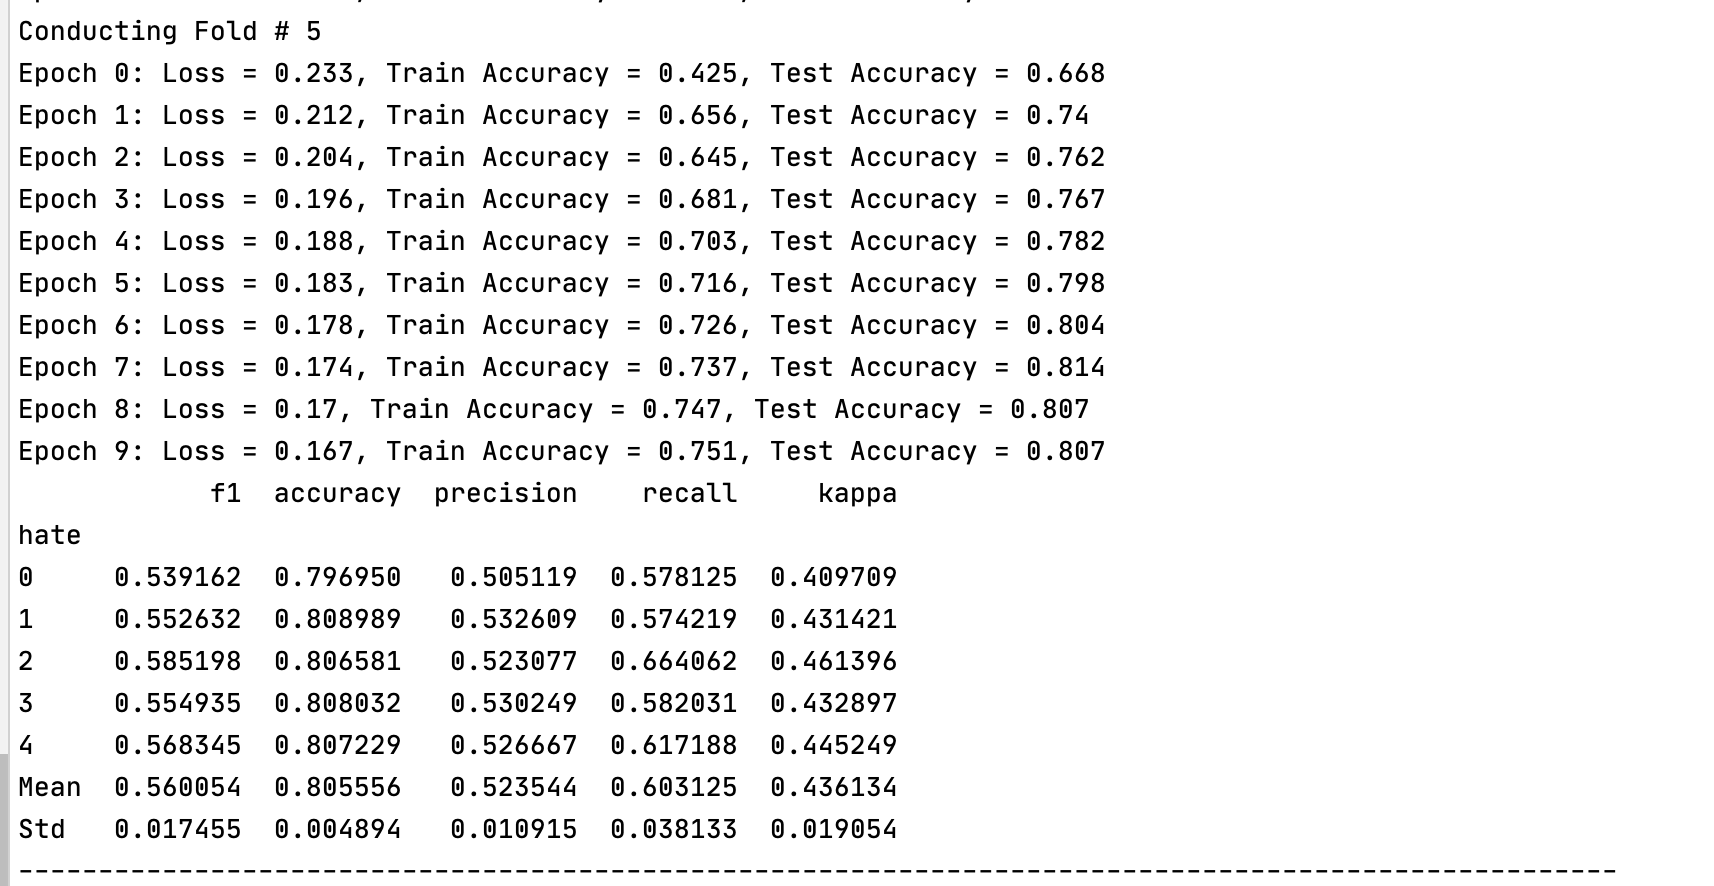 Conducting Fold # 5
Epoch 0: Loss = 0.233, Train Accuracy = 0.425, Test Accuracy = 0.668
Epoch 1: Loss = 0.212, Train Accuracy = 0.656, Test Accuracy = 0.74
Epoch 2: Loss = 0.204, Train Accuracy = 0.645, Test Accuracy = 0.762
Epoch 3: Loss = 0.196, Train Accuracy = 0.681, Test Accuracy = 0.767
Epoch 4: Loss = 0.188, Train Accuracy = 0.703, Test Accuracy = 0.782
Epoch 5: Loss = 0.183, Train Accuracy = 0.716, Test Accuracy = 0.798
Epoch 6: Loss = 0.178, Train Accuracy = 0.726, Test Accuracy = 0.804
Epoch 7: Loss = 0.174, Train Accuracy = 0.737, Test Accuracy = 0.814
Epoch 8: Loss = 0.17, Train Accuracy = 0.747, Test Accuracy = 0.807
Epoch 9: Loss = 0.167, Train Accuracy = 0.751, Test Accuracy = 0.807
            f1  accuracy  precision    recall     kappa
hate
0     0.539162  0.796950   0.505119  0.578125  0.409709
1     0.552632  0.808989   0.532609  0.574219  0.431421
2     0.585198  0.806581   0.523077  0.664062  0.461396
3     0.554935  0.808032   0.530249  0.582031  0.432897
4     0.568345  0.807229   0.526667  0.617188  0.445249
Mean  0.560054  0.805556   0.523544  0.603125  0.436134
Std   0.017455  0.004894   0.010915  0.038133  0.019054
----------------------------------------------------------------------------------------------------